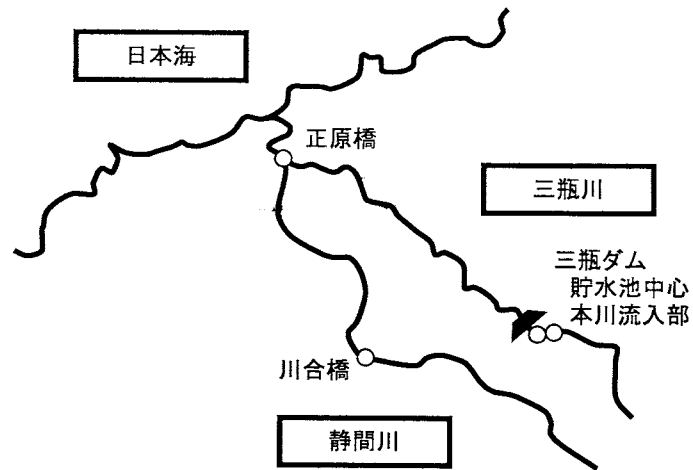 日本海
正原橋
三瓶川
三瓶ダム
貯水池中心
本川流入部
川合橋
静間川